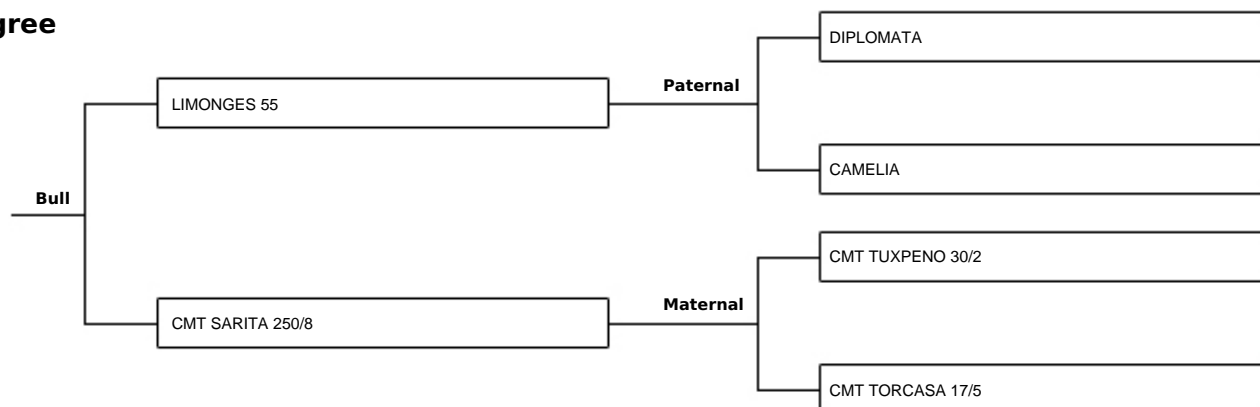 gree
DIPLOMATA
Paternal
LIMONGES 55
CAMELIA
Bull
CMT TUXPENO 30/2
Maternal
CMT SARITA 250/8
CMT TORCASA 17/5